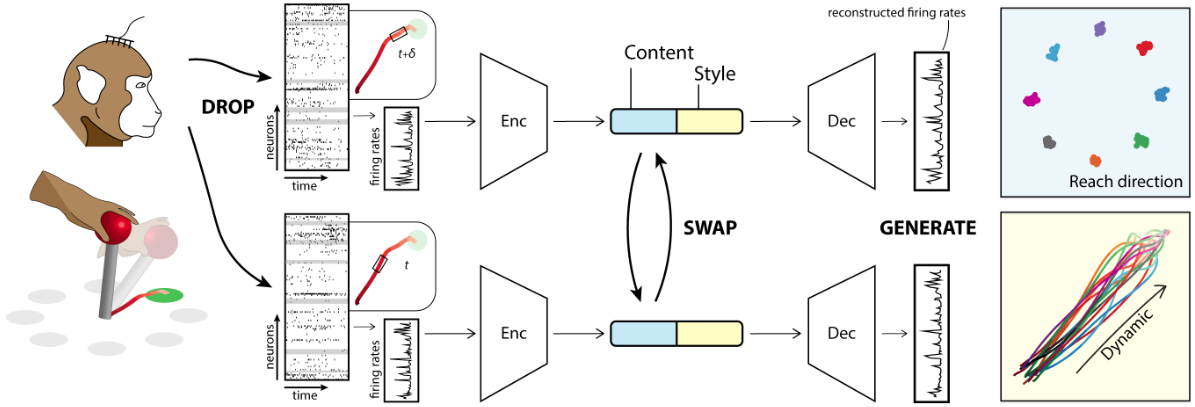 DROP
neurons
time
t+δ
firing rates
Enc
Content
Style
Dec
reconstructed firing rates
Reach direction
SWAP
GENERATE
neurons
time
t
firing rates
Enc
Dec
Dynamic